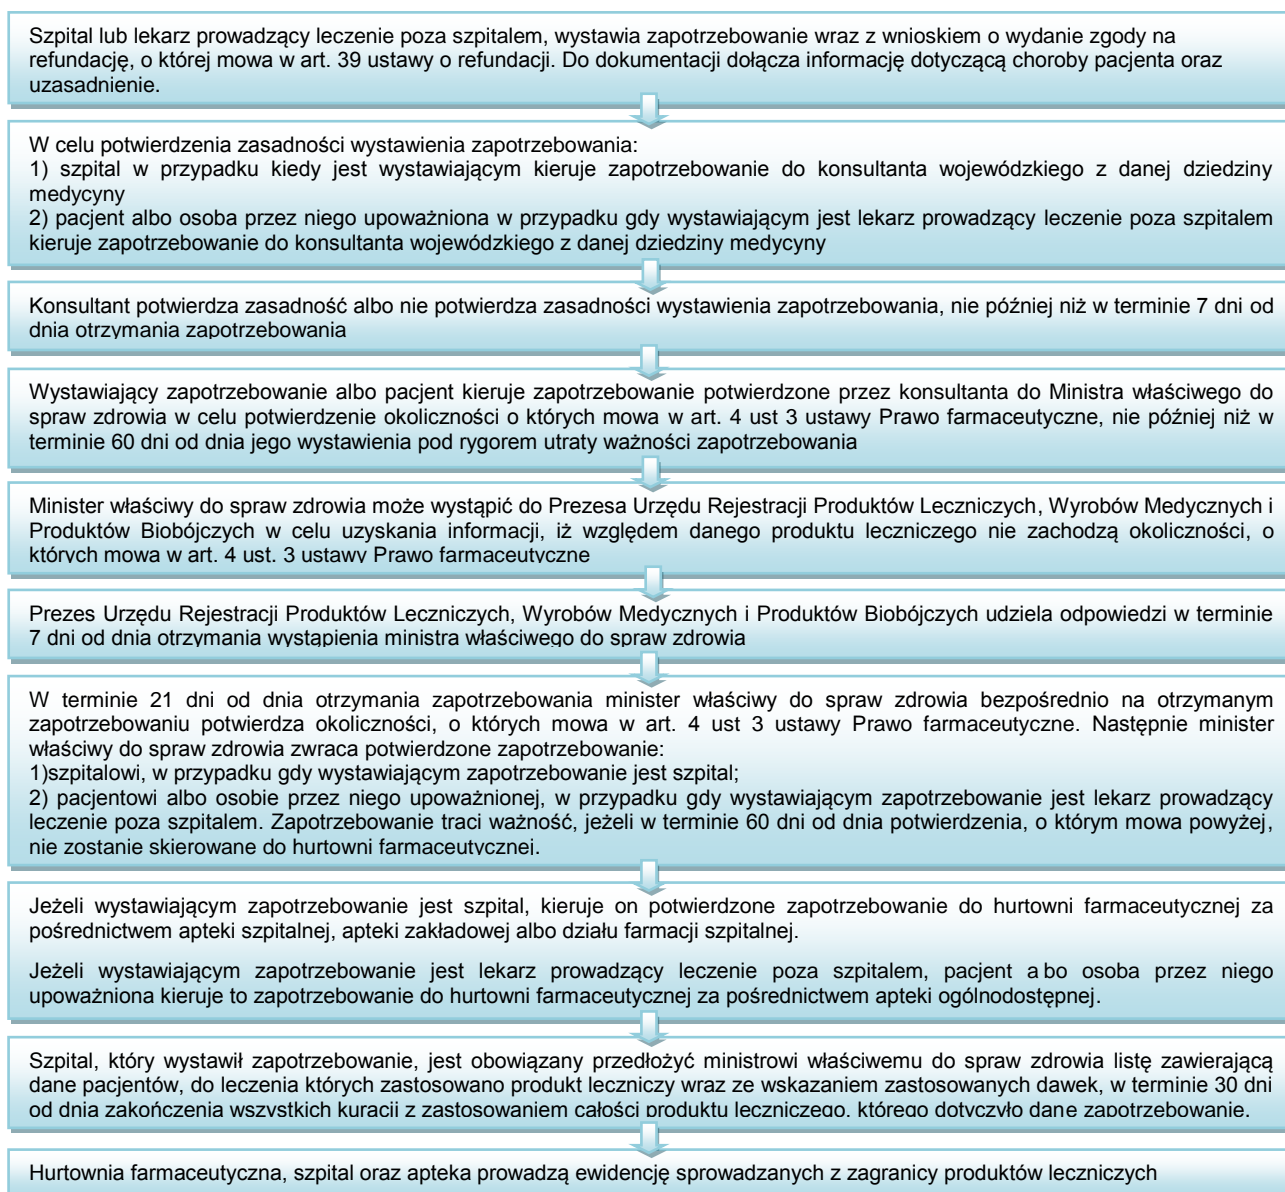 Szpital lub lekarz prowadzący leczenie poza szpitalem, wystawia zapotrzebowanie wraz z wnioskiem o wydanie zgody na
refundację, o której mowa w art. 39 ustawy o refundacji. Do dokumentacji dołącza informację dotyczącą choroby pacjenta oraz
uzasadnienie.
W celu potwierdzenia zasadności wystawienia zapotrzebowania:
1) szpital w przypadku kiedy jest wystawiającym kieruje zapotrzebowanie do konsultanta wojewódzkiego z danej dziedziny
medycyny
2) pacjent albo osoba przez niego upoważniona w przypadku gdy wystawiającym jest lekarz prowadzący leczenie poza szpitalem
kieruje zapotrzebowanie do konsultanta wojewódzkiego z danej dziedziny medycyny
Konsultant potwierdza zasadność albo nie potwierdza zasadności wystawienia zapotrzebowania, nie później niż w terminie 7 dni od
dnia otrzymania zapotrzebowania
Wystawiający zapotrzebowanie albo pacjent kieruje zapotrzebowanie potwierdzone przez konsultanta do Ministra właściwego do
spraw zdrowia w celu potwierdzenie okoliczności o których mowa w art. 4 ust 3 ustawy Prawo farmaceutyczne, nie później niż w
terminie 60 dni od dnia jego wystawienia pod rygorem utraty ważności zapotrzebowania
Minister właściwy do spraw zdrowia może wystąpić do Prezesa Urzędu Rejestracji Produktów Leczniczych, Wyrobów Medycznych i
Produktów Biobójczych w celu uzyskania informacji, iż względem danego produktu leczniczego nie zachodzą okoliczności, o
których mowa w art. 4 ust. 3 ustawy Prawo farmaceutyczne
Prezes Urzędu Rejestracji Produktów Leczniczych, Wyrobów Medycznych i Produktów Biobójczych udziela odpowiedzi w terminie
7 dni od dnia otrzymania wystąpienia ministra właściwego do spraw zdrowia
W terminie 21 dni od dnia otrzymania zapotrzebowania minister właściwy do spraw zdrowia bezpośrednio na otrzymanym
zapotrzebowaniu potwierdza okoliczności, o których mowa w art. 4 ust 3 ustawy Prawo farmaceutyczne. Następnie minister
właściwy do spraw zdrowia zwraca potwierdzone zapotrzebowanie:
1)szpitalowi, w przypadku gdy wystawiającym zapotrzebowanie jest szpital;
2) pacjentowi albo osobie przez niego upoważnionej, w przypadku gdy wystawiającym zapotrzebowanie jest lekarz prowadzący
leczenie poza szpitalem. Zapotrzebowanie traci ważność, jeżeli w terminie 60 dni od dnia potwierdzenia, o którym mowa powyżej,
nie zostanie skierowane do hurtowni farmaceutycznej.
Jeżeli wystawiającym zapotrzebowanie jest szpital, kieruje on potwierdzone zapotrzebowanie do hurtowni farmaceutycznej za
pośrednictwem apteki szpitalnej, apteki zakładowej albo działu farmacji szpitalnej.
Jeżeli wystawiającym zapotrzebowanie jest lekarz prowadzący leczenie poza szpitalem, pacjent a bo osoba przez niego
upoważniona kieruje to zapotrzebowanie do hurtowni farmaceutycznej za pośrednictwem apteki ogólnodostępnej.
Szpital, który wystawił zapotrzebowanie, jest obowiązany przedłożyć ministrowi właściwemu do spraw zdrowia listę zawierającą
dane pacjentów, do leczenia których zastosowano produkt leczniczy wraz ze wskazaniem zastosowanych dawek, w terminie 30 dni
od dnia zakończenia wszystkich kuracji z zastosowaniem całości produktu leczniczego, którego dotyczyło dane zapotrzebowanie.
Hurtownia farmaceutyczna, szpital oraz apteka prowadzą ewidencję sprowadzanych z zagranicy produktów leczniczych